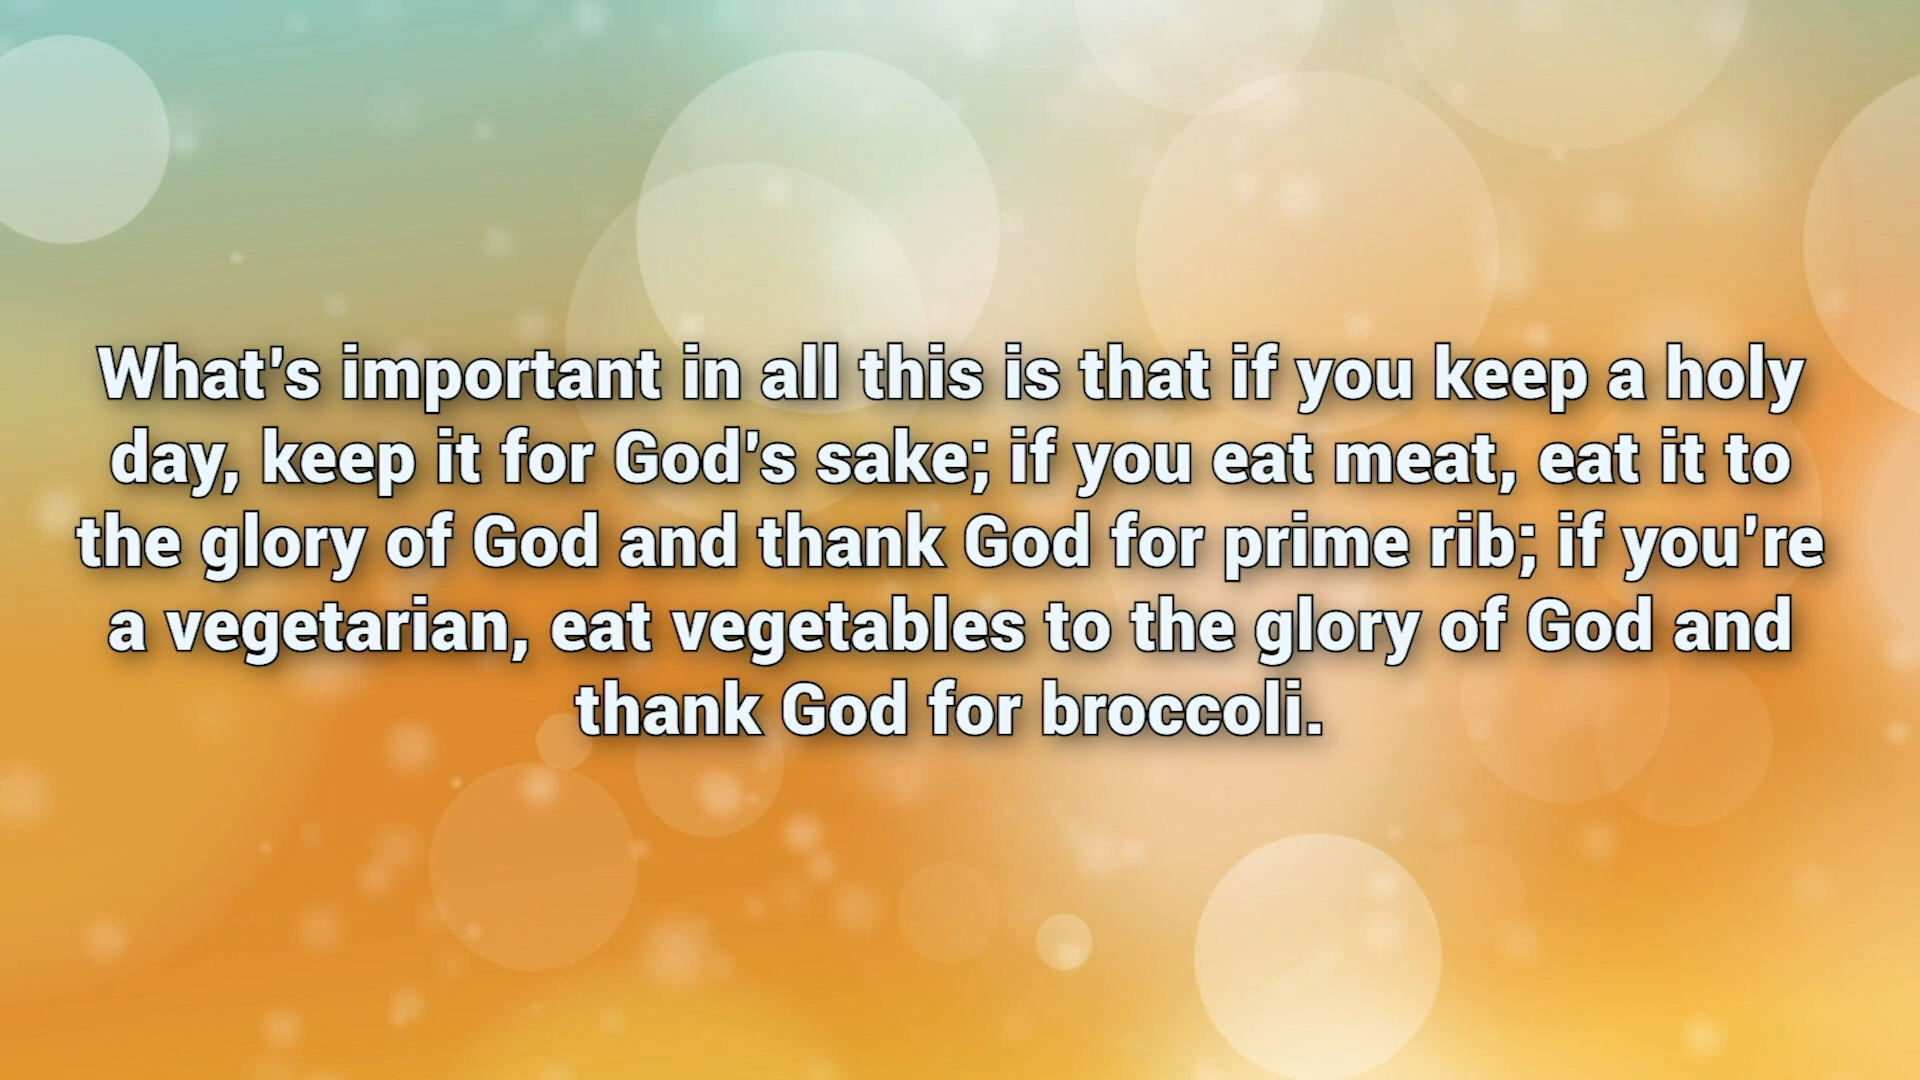 What's important in all this is that if you keep a holy
day, keep it for God's sake; if you eat meat, eat it to
the glory of God and thank God for prime rib; if you're
a vegetarian, eat vegetables to the glory of God and
thank God for broccoli.